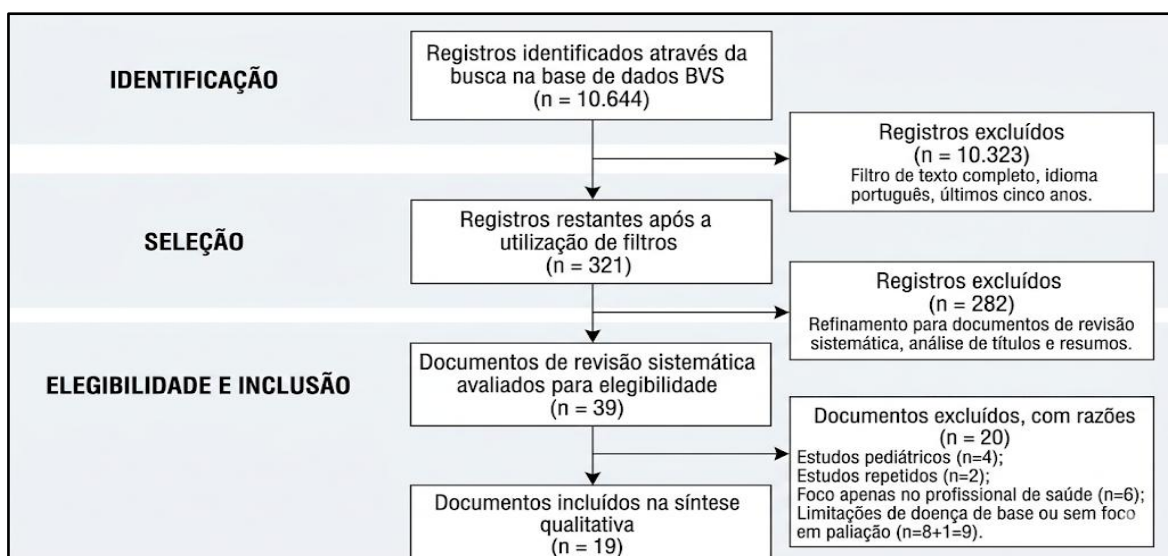 IDENTIFICAÇÃO
Registros identificados através da
busca na base de dados BVS
(n = 10.644)
Registros excluídos
(n = 10.323)
Filtro de texto completo, idioma
português, últimos cinco anos.
SELEÇÃO
Registros restantes após a
utilização de filtros
(n = 321)
Registros excluídos
(n = 282)
Refinamento para documentos de revisão
sistemática, análise de títulos e resumos.
ELEGIBILIDADE E INCLUSÃO
Documentos de revisão sistemática
avaliados para elegibilidade
(n = 39)
Documentos excluídos, com razões
(n = 20)
Estudos pediátricos (n=4);
Estudos repetidos (n=2);
Foco apenas no profissional de saúde (n=6);
Limitações de doença de base ou sem foco
em paliação (n=8+1=9).
Documentos incluídos na síntese
qualitativa
(n = 19)